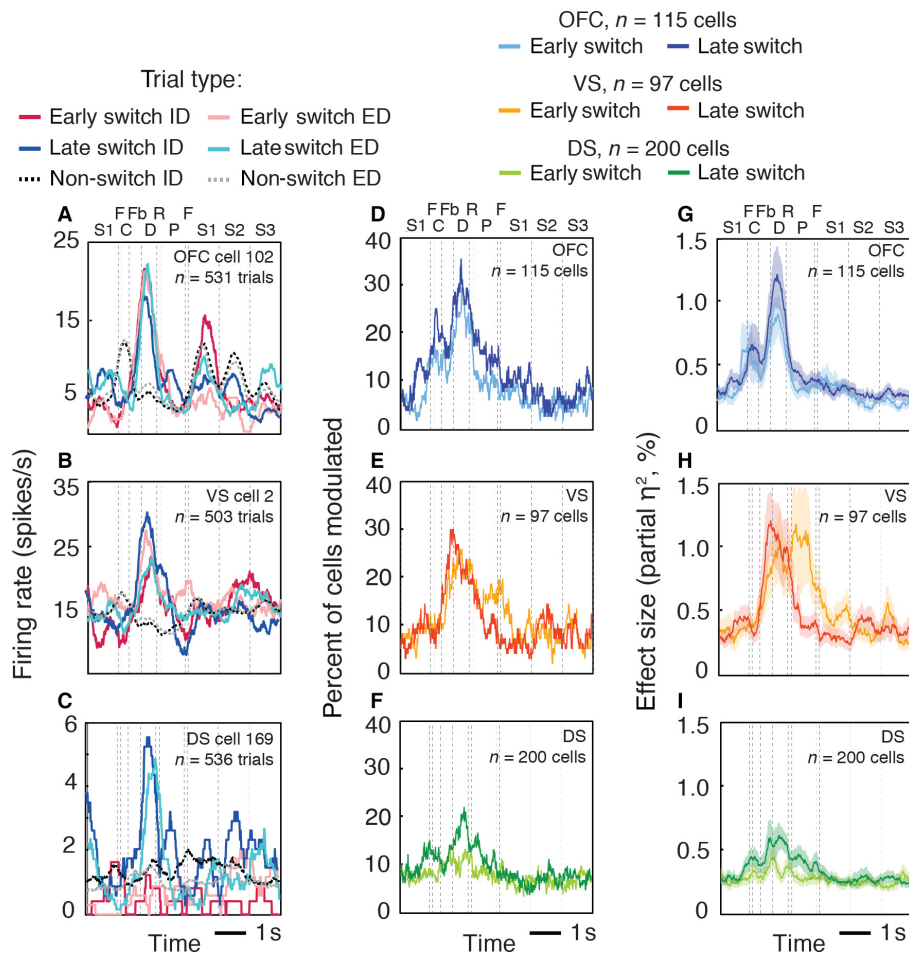 OFC, n = 115 cells
Early switch Late switch
VS, n = 97 cells
Early switch Late switch
DS, n = 200 cells
Early switch Late switch
Trial type:
Early switch ID Early switch ED
Late switch ID Late switch ED
Non-switch ID Non-switch ED
A
F Fb R F
S1 C D P S1 S2 S3
25
15
5
OFC cell 102
n = 531 trials
B
35
25
15
VS cell 2
n = 503 trials
C
6
4
2
0
DS cell 169
n = 536 trials
Firing rate (spikes/s)
Time 1 s
D
F Fb R F
S1 C D P S1 S2 S3
40
30
20
10
0
OFC
n = 115 cells
E
40
30
20
10
0
VS
n = 97 cells
F
40
30
20
10
0
DS
n = 200 cells
Percent of cells modulated
Time 1 s
G
F Fb R F
S1 C D P S1 S2 S3
1.5
1.0
0.5
0
OFC
n = 115 cells
H
1.5
1.0
0.5
0
VS
n = 97 cells
I
1.5
1.0
0.5
0
DS
n = 200 cells
Effect size (partial η², %)
Time 1 s